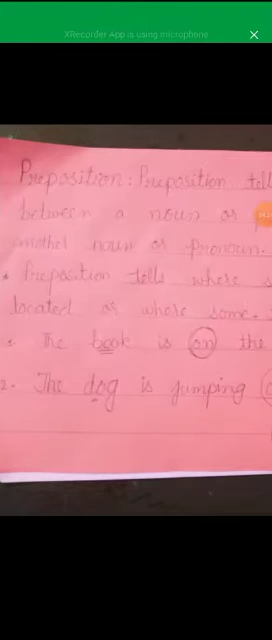 XRecorder App is using microphone
Preposition : Preposition tell
between a noun or
another noun or pronoun.
* Preposition tells where
located or where some.
The book is on the
2. The dog is jumping